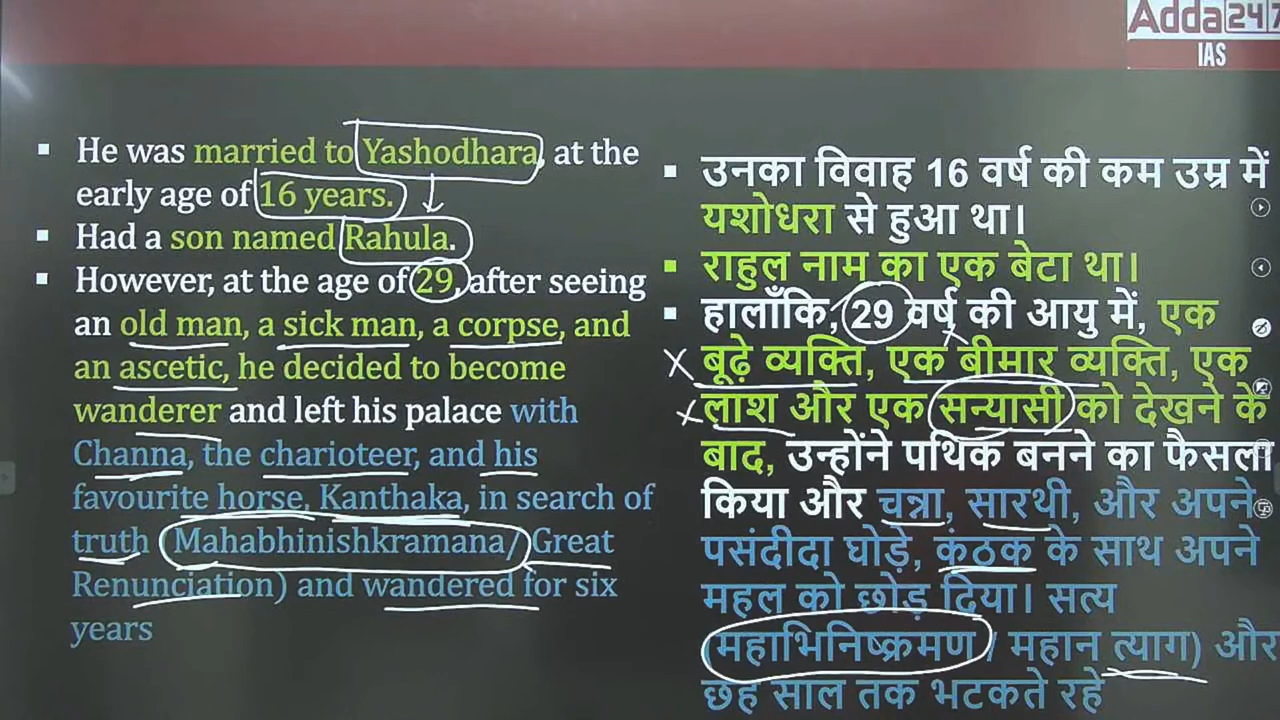 Adda247
IAS
▪ He was married to Yashodhara, at the
early age of 16 years.
▪ Had a son named Rahula.
▪ However, at the age of 29, after seeing
an old man, a sick man, a corpse, and
an ascetic, he decided to become
wanderer and left his palace with
Channa, the charioteer, and his
favourite horse, Kanthaka, in search of
truth (Mahabhinishkramana/ Great
Renunciation) and wandered for six
years
▪ उनका विवाह 16 वर्ष की कम उम्र में
यशोधरा से हुआ था।
▪ राहुल नाम का एक बेटा था।
▪ हालाँकि, 29 वर्ष की आयु में, एक
बूढ़े व्यक्ति, एक बीमार व्यक्ति, एक
लाश और एक सन्यासी को देखने के
बाद, उन्होंने पथिक बनने का फैसला
किया और चन्ना, सारथी, और अपने
पसंदीदा घोड़े, कंठक के साथ अपने
महल को छोड़ दिया। सत्य
(महाभिनिष्क्रमण / महान त्याग) और
छह साल तक भटकते रहे